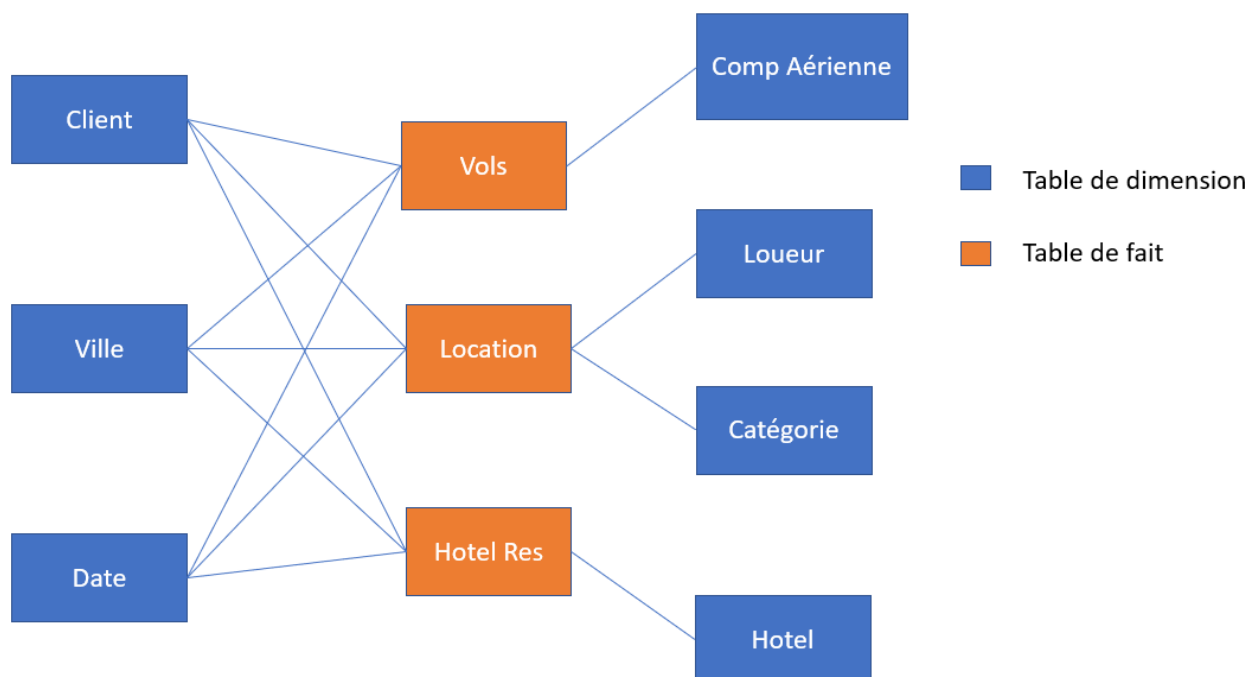 Client
Ville
Date
Vols
Location
Hotel Res
Comp Aérienne
Loueur
Catégorie
Hotel
Table de dimension
Table de fait